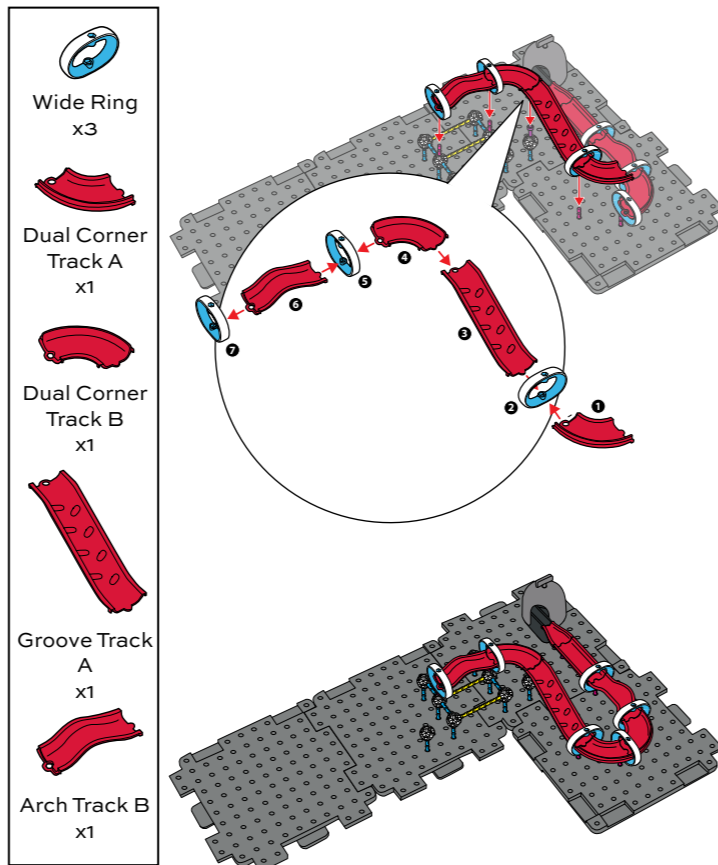 Wide Ring
x3
Dual Corner
Track A
x1
Dual Corner
Track B
x1
Groove Track
A
x1
Arch Track B
x1
7
6
5
4
3
2
1